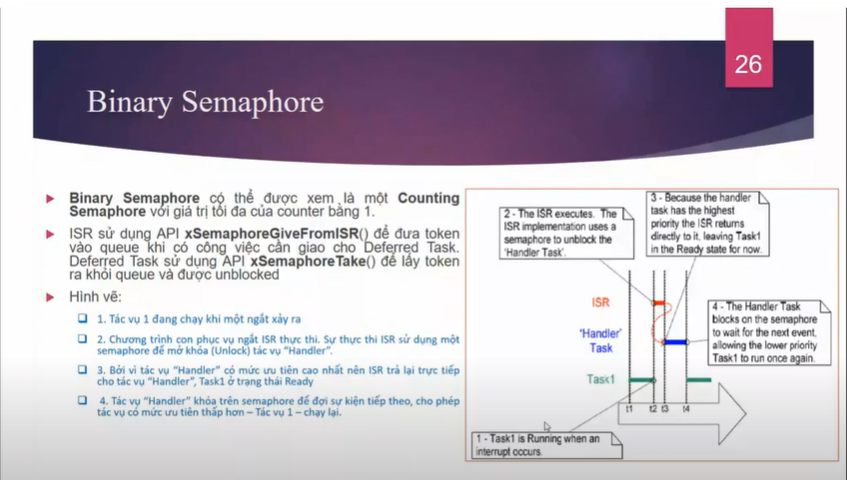 26
Binary Semaphore
Binary Semaphore có thể được xem là một Counting
Semaphore với giá trị tối đa của counter bằng 1.
ISR sử dụng API xSemaphoreGiveFromISR() để đưa token
vào queue khi có công việc cần giao cho Deferred Task.
Deferred Task sử dụng API xSemaphoreTake() để lấy token
ra khỏi queue và được unblocked
Hình vẽ:
1. Tác vụ 1 đang chạy khi một ngắt xảy ra
2. Chương trình con phục vụ ngắt ISR thực thi. Sự thực thi ISR sử dụng một
semaphore để mở khóa (Unlock) tác vụ "Handler".
3. Bởi vì tác vụ "Handler" có mức ưu tiên cao nhất nên ISR trả lại trực tiếp
cho tác vụ "Handler", Task1 ở trạng thái Ready
4. Tác vụ "Handler" khóa trên semaphore để đợi sự kiện tiếp theo, cho phép
tác vụ có mức ưu tiên thấp hơn – Tác vụ 1 – chạy lại.
2 - The ISR executes. The
ISR implementation uses a
semaphore to unblock the
'Handler Task'.
3 - Because the handler
task has the highest
priority the ISR returns
directly to it, leaving Task1
in the Ready state for now.
ISR
'Handler'
Task
Task1
t1 t2 t3 t4
4 - The Handler Task
blocks on the semaphore
to wait for the next event,
allowing the lower priority
Task1 to run once again.
1 - Task1 is Running when an
interrupt occurs.